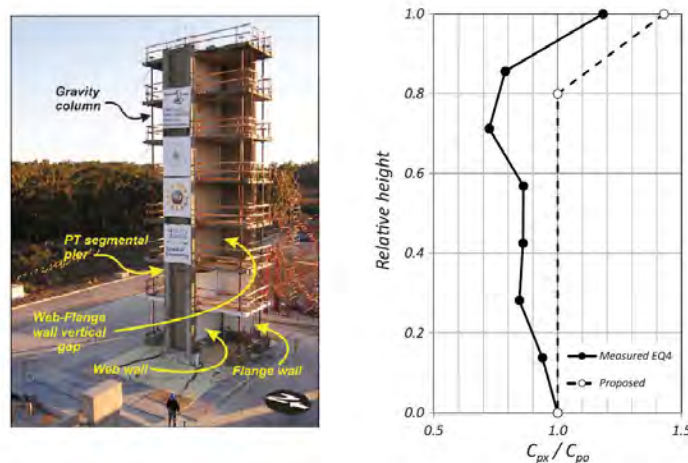 Gravity
column
PT segmental
pier
Web-Flange
wall vertical
gap
Web wall
Flange wall
Relative height
1.0
0.8
0.6
0.4
0.2
0.0
Measured EQ4
Proposed
0.5
1.0
1.5
Cpx / Cpo